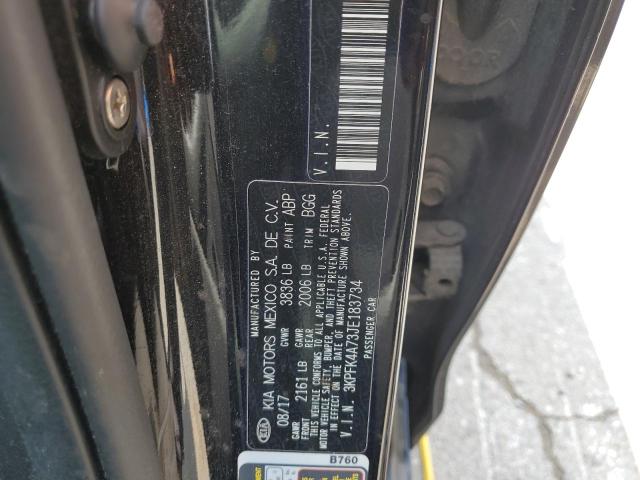 MANUFACTURED BY
KIA KIA MOTORS MEXICO S.A. DE C.V.
08/17 GVWR 3836 LB PAINT ABP
GAWR FRONT 2161 LB GAWR REAR 2006 LB TRIM BGG
THIS VEHICLE CONFORMS TO ALL APPLICABLE U.S.A. FEDERAL
MOTOR VEHICLE SAFETY, BUMPER, AND THEFT PREVENTION STANDARDS
IN EFFECT ON THE DATE OF MANUFACTURE SHOWN ABOVE.
V.I.N. 3KPFK4A73JE183734
PASSENGER CAR
V.I.N.
B760